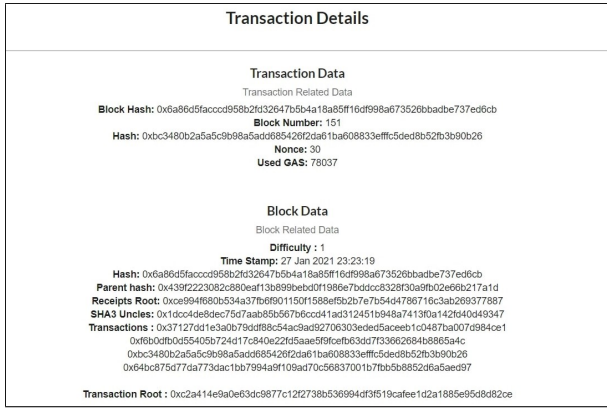 Transaction Details
Transaction Data
Transaction Related Data
Block Hash: 0x6a86d5facccd958b2fd32647b5b4a18a85ff16df998a673526bbadbe737ed6cb
Block Number: 151
Hash: 0xbc3480b2a5a5c9b98a5add685426f2da61ba608833efffc5ded8b52fb3b90b26
Nonce: 30
Used GAS: 78037
Block Data
Block Related Data
Difficulty : 1
Time Stamp: 27 Jan 2021 23:23:19
Hash: 0x6a86d5facccd958b2fd32647b5b4a18a85ff16df998a673526bbadbe737ed6cb
Parent hash: 0x439f2223082c880eaf13b899bebd0f1986e7bddcc8328f30a9fb02e66b217a1d
Receipts Root: 0xce994f680b534a37fb6f901150f1588ef5b2b7e7b54d4786716c3ab269377887
SHA3 Uncles: 0x1dcc4de8dec75d7aab85b567b6ccd41ad312451b948a7413f0a142fd40d49347
Transactions : 0x37127dd1e3a0b79ddf88c54ac9ad92706303eded5aceeb1c0487ba007d984ce1
0xf6b0dfb0d55405b724d17c840e22fd5aae5f9fcefb63dd7f33662684b8865a4c
0xbc3480b2a5a5c9b98a5add685426f2da61ba608833efffc5ded8b52fb3b90b26
0x64bc875d77da773dac1bb7994a9f109ad70c56837001b7fbb5b8852d6a5aed97
Transaction Root : 0xc2a414e9a0e63dc9877c12f2738b536994df3f519cafee1d2a1885e95d8d82ce